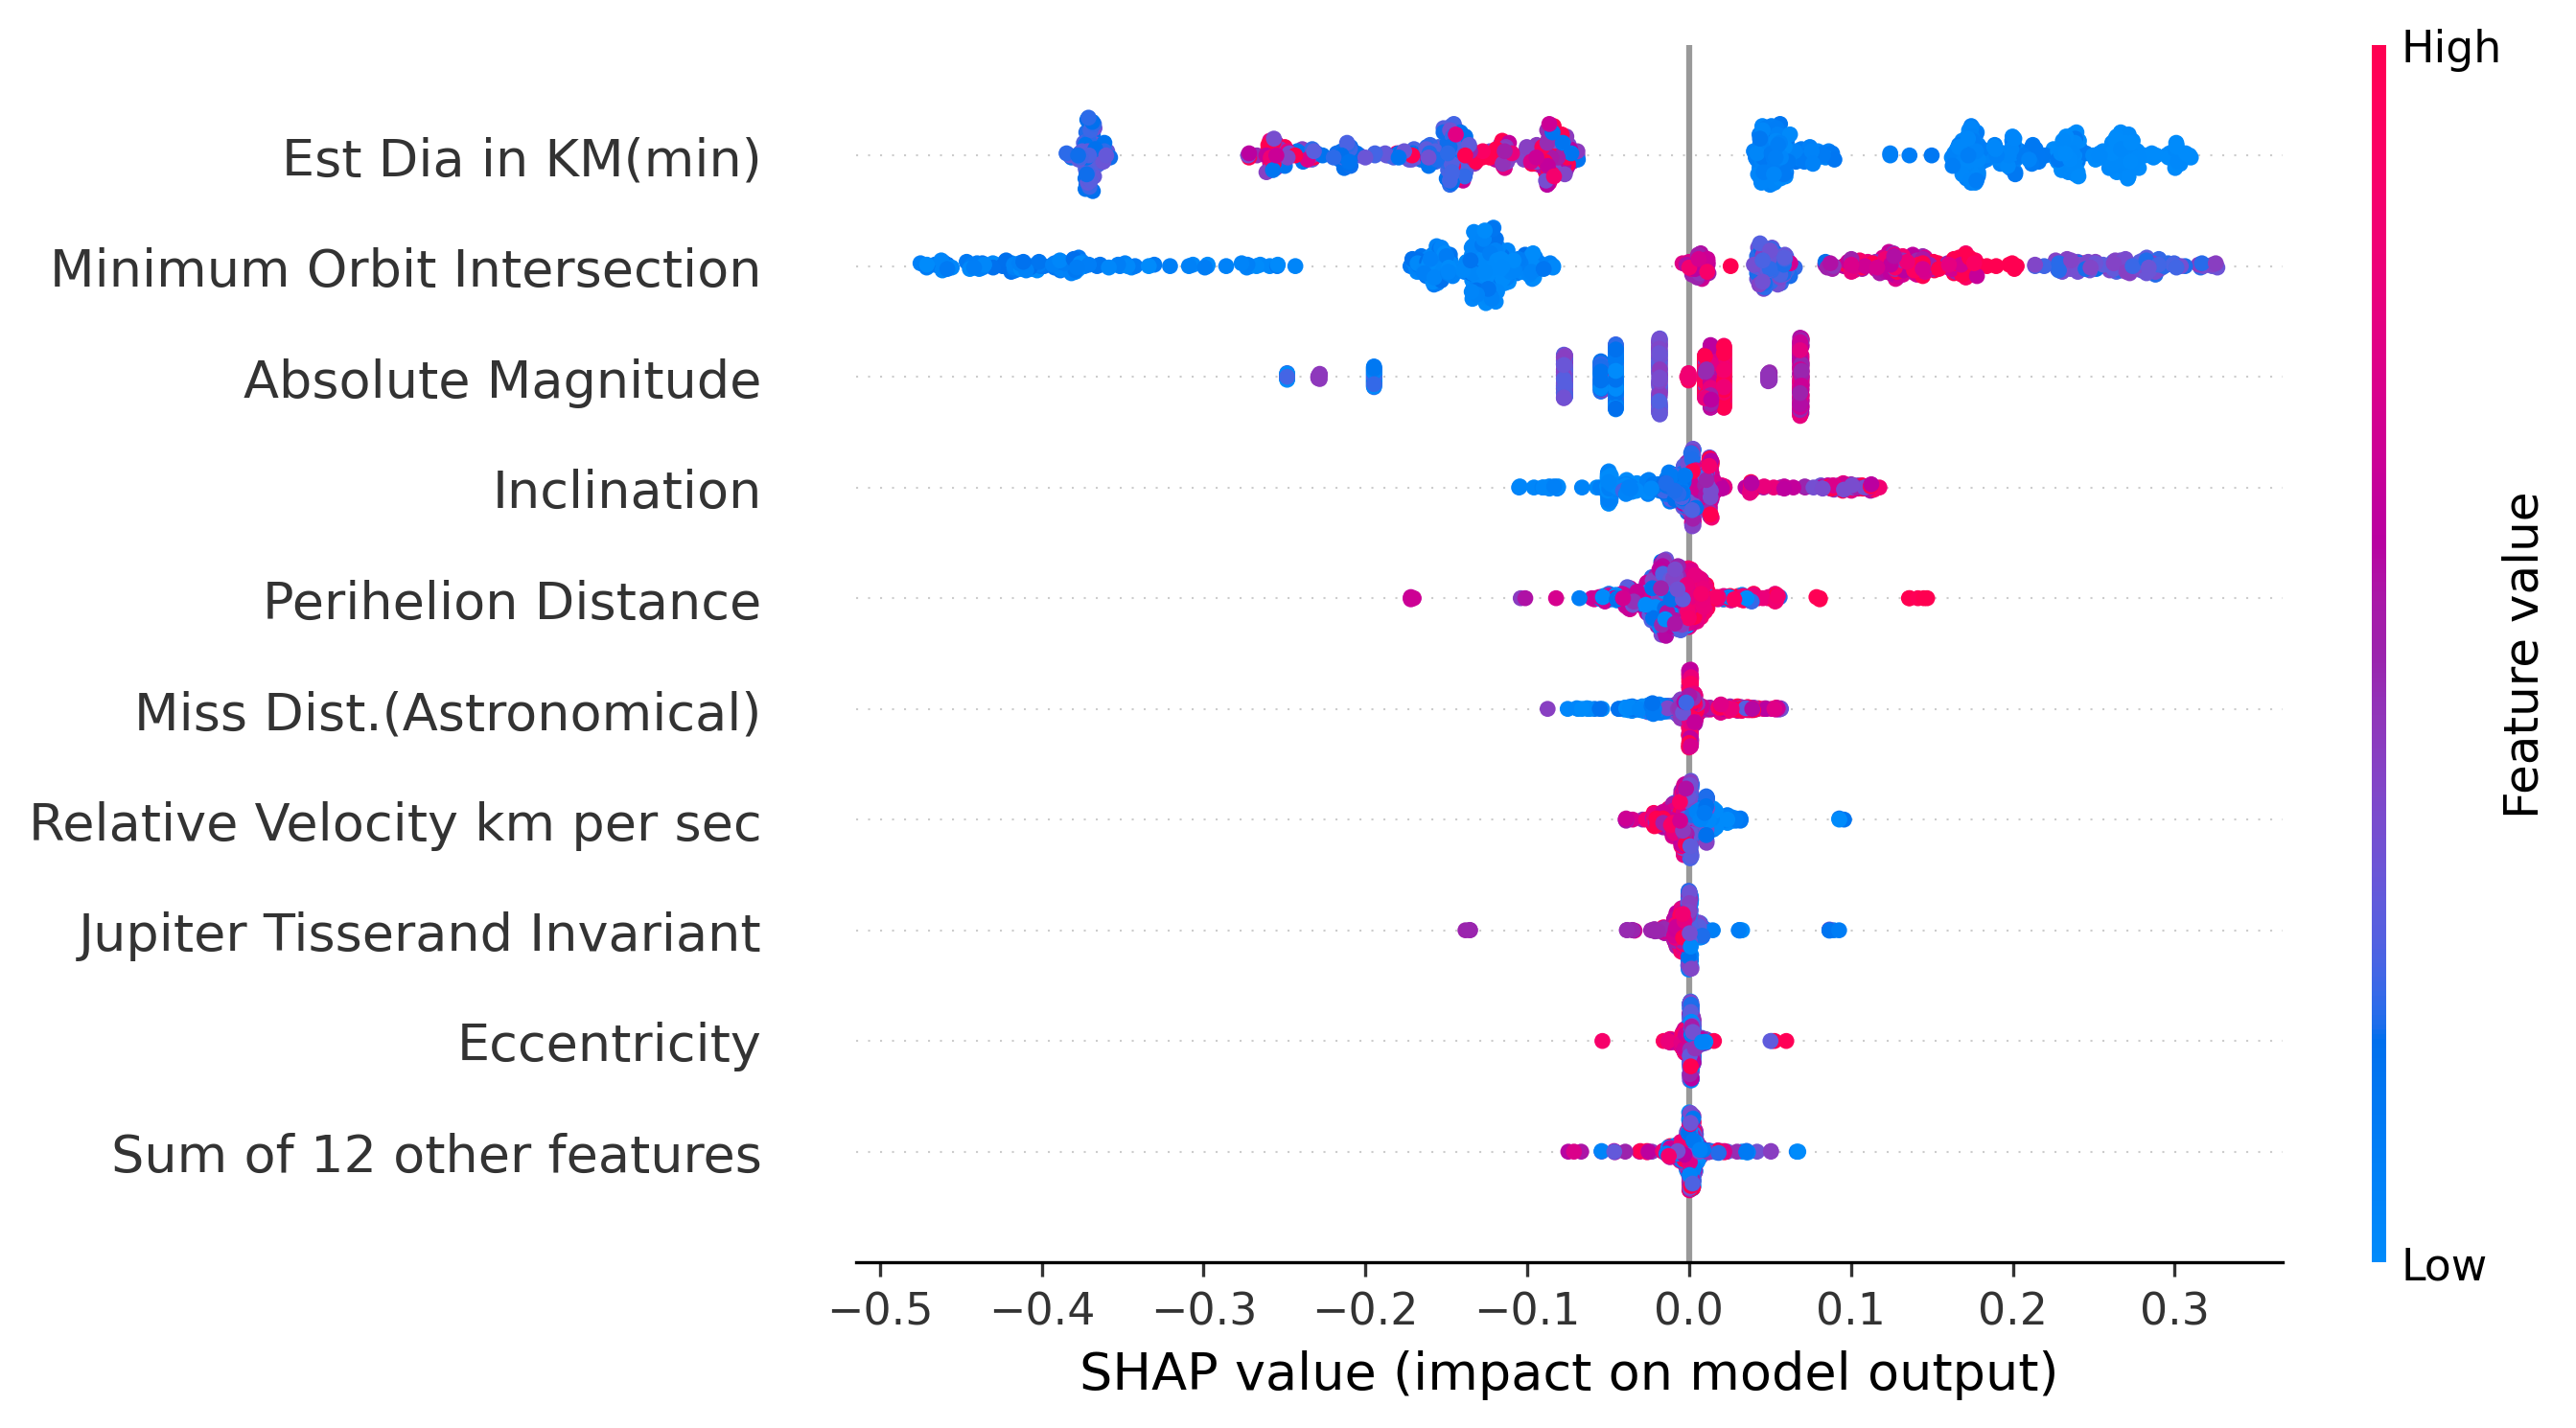 High
Est Dia in KM(min)
Minimum Orbit Intersection
Absolute Magnitude
Inclination
Perihelion Distance
Miss Dist.(Astronomical)
Relative Velocity km per sec
Jupiter Tisserand Invariant
Eccentricity
Sum of 12 other features
Feature value
Low
−0.5 −0.4 −0.3 −0.2 −0.1 0.0 0.1 0.2 0.3
SHAP value (impact on model output)